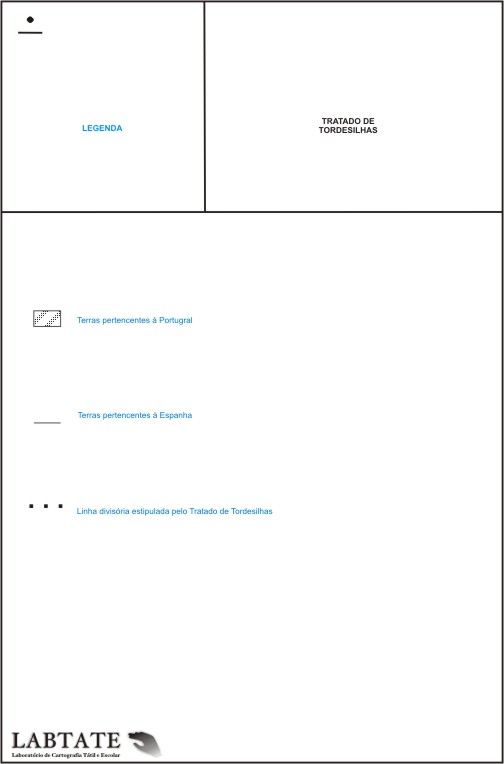 LEGENDA
TRATADO DE
TORDESILHAS
Terras pertencentes à Portugral
Terras pertencentes à Espanha
Linha divisória estipulada pelo Tratado de Tordesilhas
LABTATE
Laboratório de Cartografia Tátil e Escolar